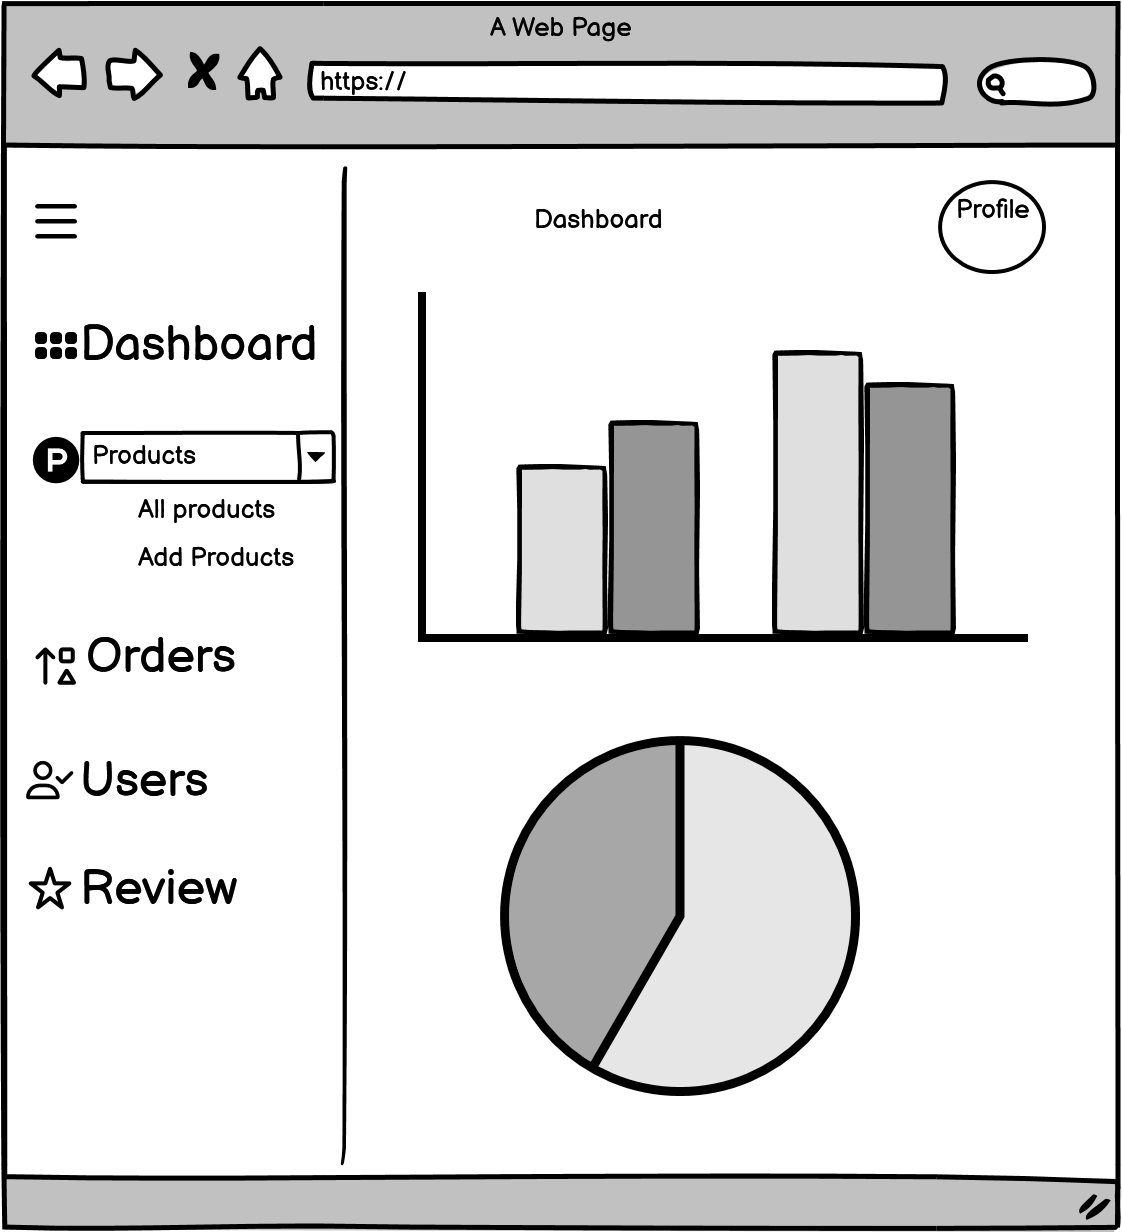 A Web Page
https://
Dashboard
Profile
Dashboard
P
Products
All products
Add Products
Orders
Users
Review